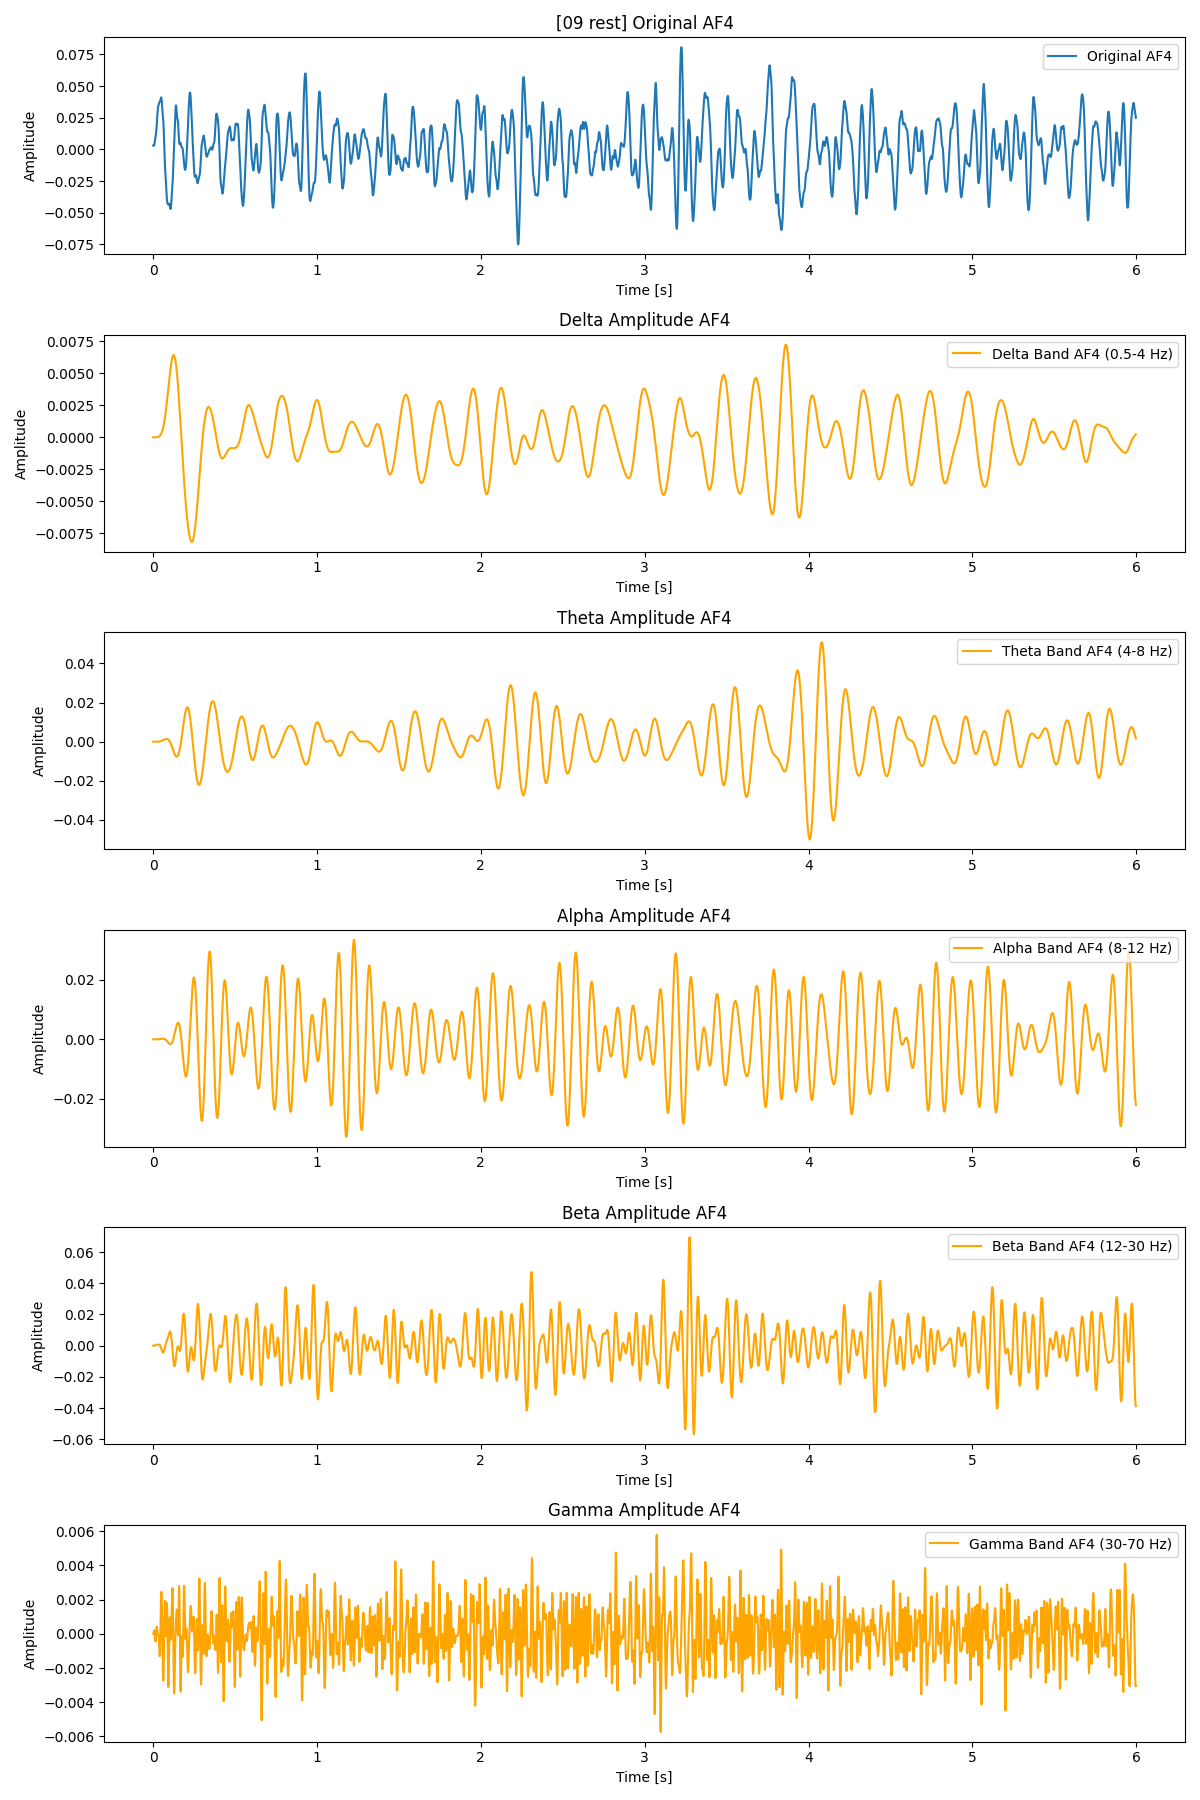 [09 rest] Original AF4
Original AF4
Amplitude
0.075
0.050
0.025
0.000
−0.025
−0.050
−0.075
0 1 2 3 4 5 6
Time [s]
Delta Amplitude AF4
Delta Band AF4 (0.5-4 Hz)
Amplitude
0.0075
0.0050
0.0025
0.0000
−0.0025
−0.0050
−0.0075
0 1 2 3 4 5 6
Time [s]
Theta Amplitude AF4
Theta Band AF4 (4-8 Hz)
Amplitude
0.04
0.02
0.00
−0.02
−0.04
0 1 2 3 4 5 6
Time [s]
Alpha Amplitude AF4
Alpha Band AF4 (8-12 Hz)
Amplitude
0.02
0.00
−0.02
0 1 2 3 4 5 6
Time [s]
Beta Amplitude AF4
Beta Band AF4 (12-30 Hz)
Amplitude
0.06
0.04
0.02
0.00
−0.02
−0.04
−0.06
0 1 2 3 4 5 6
Time [s]
Gamma Amplitude AF4
Gamma Band AF4 (30-70 Hz)
Amplitude
0.006
0.004
0.002
0.000
−0.002
−0.004
−0.006
0 1 2 3 4 5 6
Time [s]